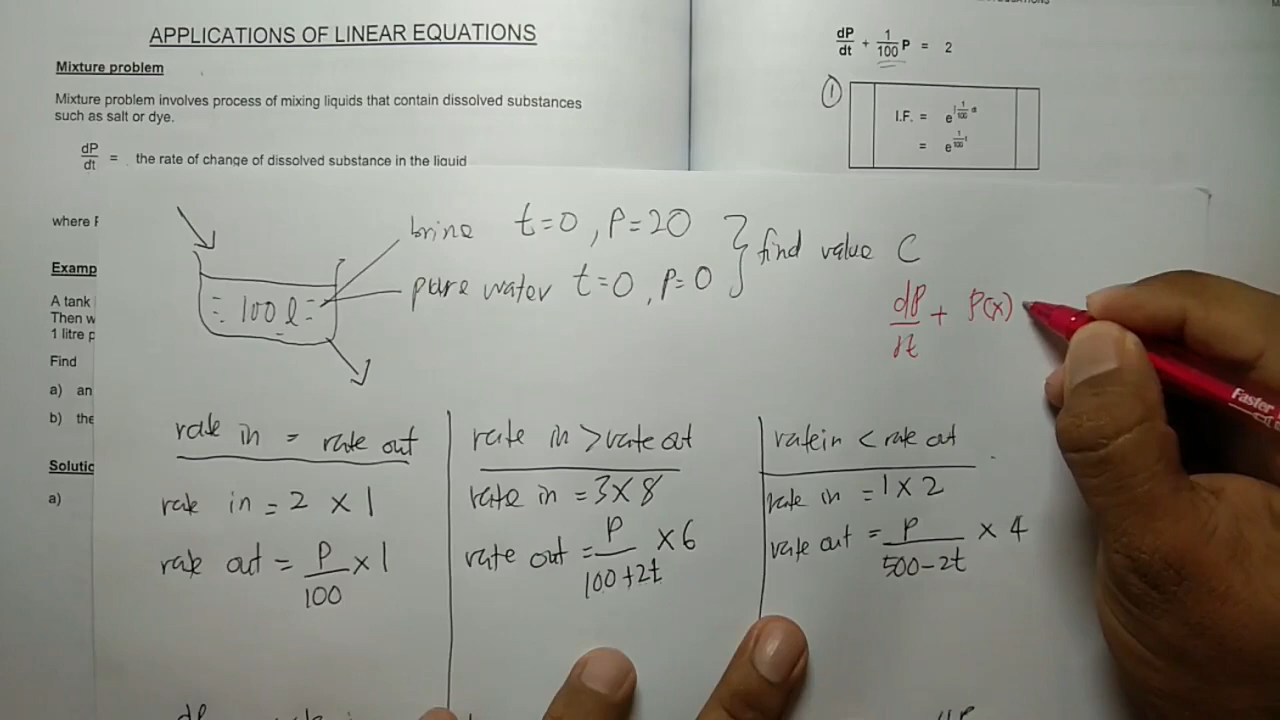 APPLICATIONS OF LINEAR EQUATIONS
Mixture problem
Mixture problem involves process of mixing liquids that contain dissolved substances
such as salt or dye.
dP/dt = the rate of change of dissolved substance in the liquid
where P
Examp
A tank
Then w
1 litre p
Find
a) an
b) the
Solutio
a)
dP/dt + 1/100 P = 2
①
I.F. = e^∫1/100 dt
= e^1/100 t
brine t=0, P=20
pure water t=0, P=0
} find value C
= 100 l =
dP/dt + P(x)
rate in = rate out
rate in = 2 x 1
rate out = P/100 x 1
rate in > rate out
rate in = 3 x 8
rate out = P/100+2t x 6
rate in < rate out
rate in = 1 x 2
rate out = P/500-2t x 4
Faster